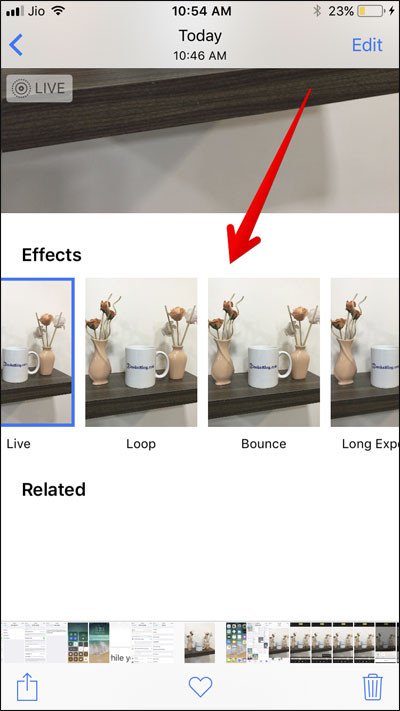 Jio 10:54 AM 23%
Today
10:46 AM
Edit
LIVE
Effects
Live
Loop
Bounce
Long Expo
Related
hile y